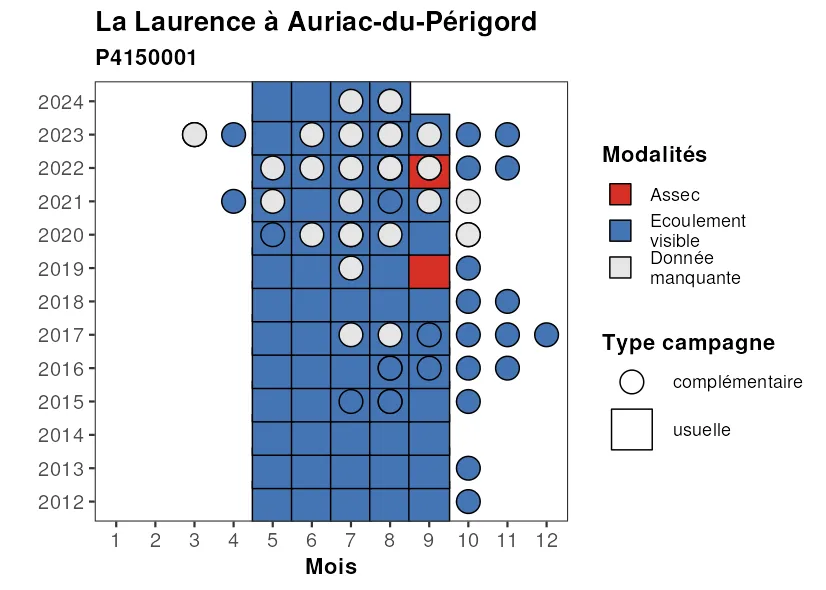 La Laurence à Auriac-du-Périgord
P4150001
2024
2023
2022
2021
2020
2019
2018
2017
2016
2015
2014
2013
2012
1 2 3 4 5 6 7 8 9 10 11 12
Mois
Modalités
Assec
Ecoulement
visible
Donnée
manquante
Type campagne
complémentaire
usuelle